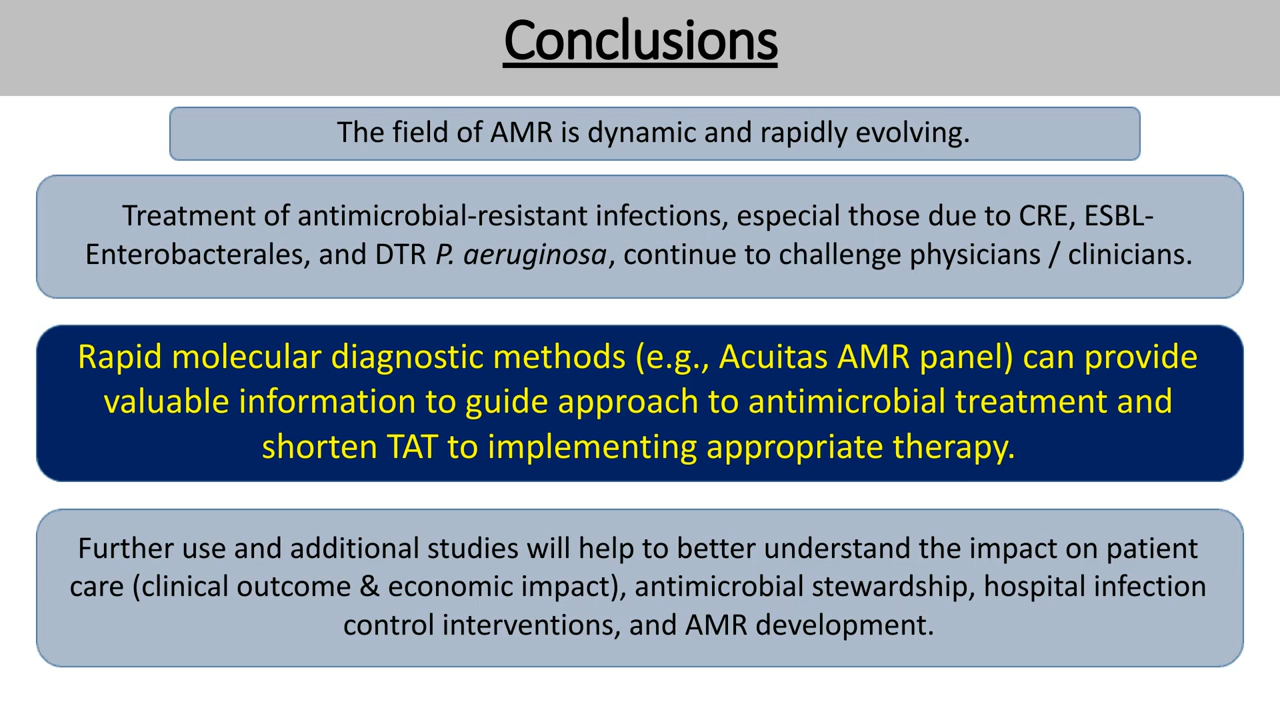 Conclusions
The field of AMR is dynamic and rapidly evolving.
Treatment of antimicrobial-resistant infections, especial those due to CRE, ESBL-
Enterobacterales, and DTR P. aeruginosa, continue to challenge physicians / clinicians.
Rapid molecular diagnostic methods (e.g., Acuitas AMR panel) can provide
valuable information to guide approach to antimicrobial treatment and
shorten TAT to implementing appropriate therapy.
Further use and additional studies will help to better understand the impact on patient
care (clinical outcome & economic impact), antimicrobial stewardship, hospital infection
control interventions, and AMR development.